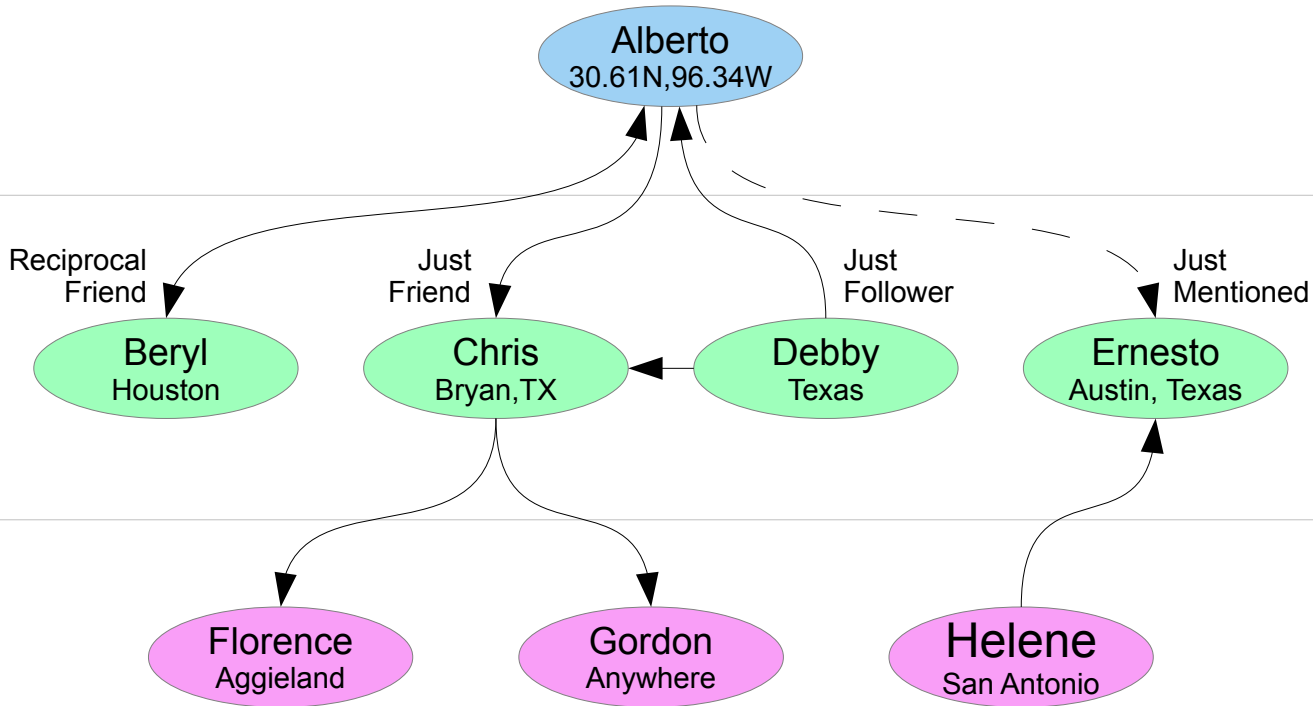 Alberto
30.61N,96.34W
Reciprocal
Friend
Just
Friend
Just
Follower
Just
Mentioned
Beryl
Houston
Chris
Bryan,TX
Debby
Texas
Ernesto
Austin, Texas
Florence
Aggieland
Gordon
Anywhere
Helene
San Antonio